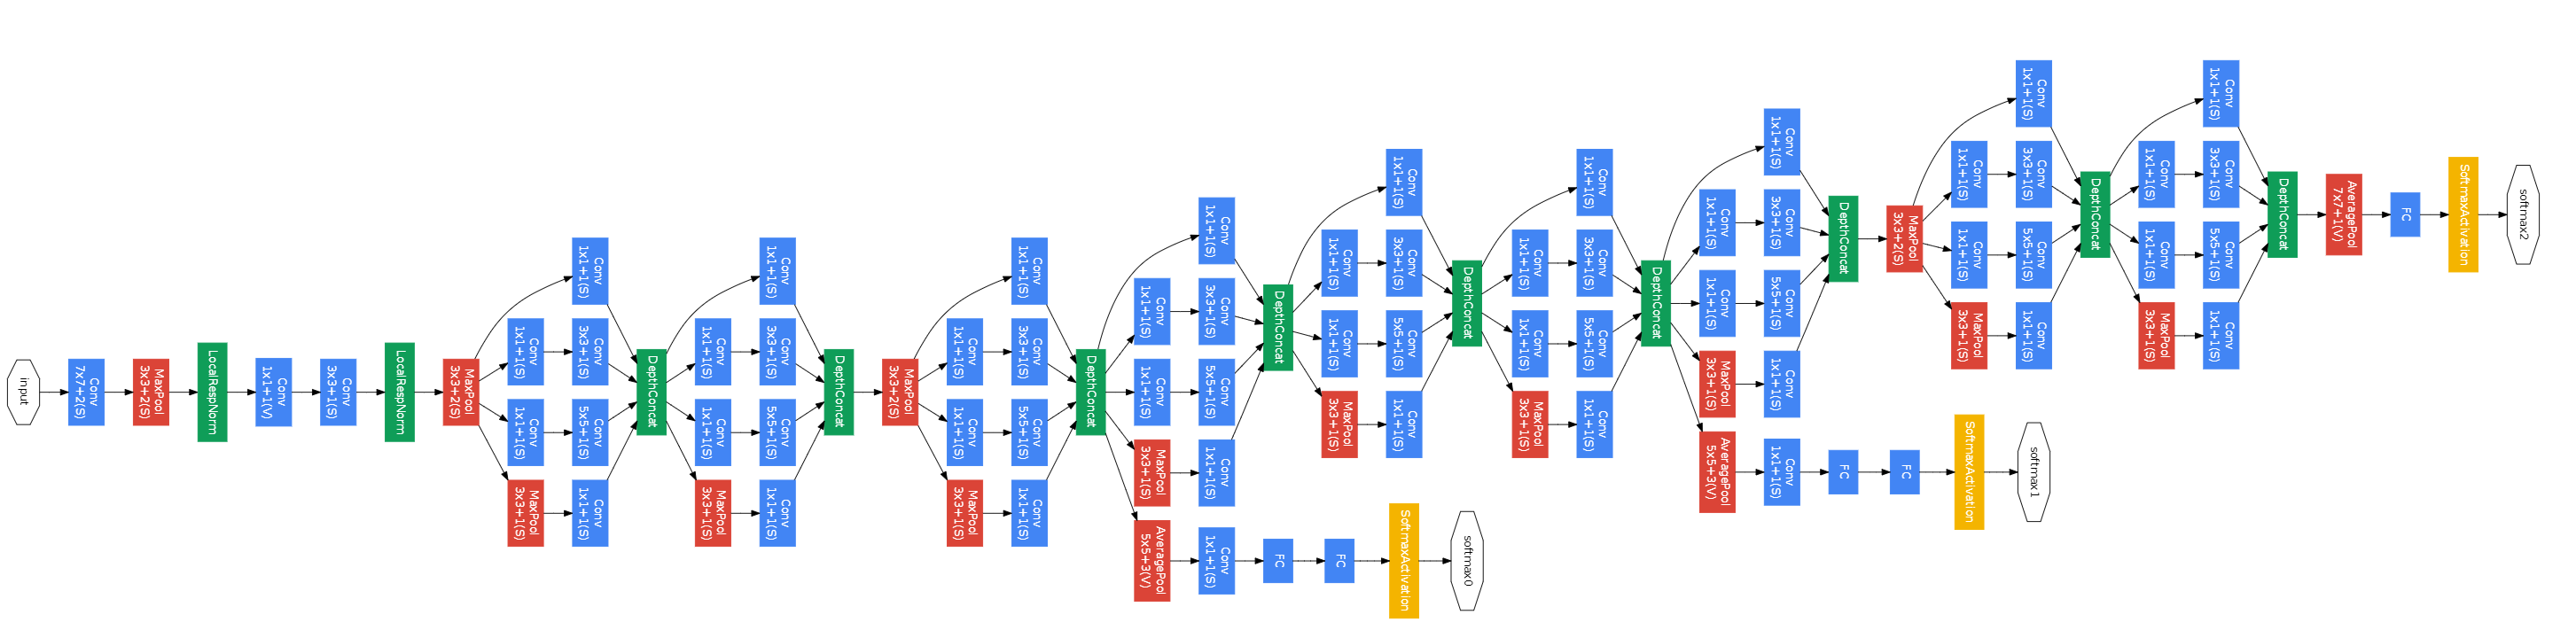 input
Conv
7x7+2(S)
MaxPool
3x3+2(S)
LocalRespNorm
Conv
1x1+1(V)
Conv
3x3+1(S)
LocalRespNorm
MaxPool
3x3+2(S)
Conv
1x1+1(S)
Conv
1x1+1(S)
MaxPool
3x3+1(S)
Conv
1x1+1(S)
Conv
3x3+1(S)
Conv
5x5+1(S)
Conv
1x1+1(S)
DepthConcat
Conv
1x1+1(S)
Conv
1x1+1(S)
MaxPool
3x3+1(S)
Conv
1x1+1(S)
Conv
3x3+1(S)
Conv
5x5+1(S)
Conv
1x1+1(S)
DepthConcat
MaxPool
3x3+2(S)
Conv
1x1+1(S)
Conv
1x1+1(S)
MaxPool
3x3+1(S)
Conv
1x1+1(S)
Conv
3x3+1(S)
Conv
5x5+1(S)
Conv
1x1+1(S)
DepthConcat
Conv
1x1+1(S)
Conv
1x1+1(S)
MaxPool
3x3+1(S)
AveragePool
5x5+3(V)
Conv
1x1+1(S)
Conv
3x3+1(S)
Conv
5x5+1(S)
Conv
1x1+1(S)
Conv
1x1+1(S)
DepthConcat
FC
FC
SoftmaxActivation
softmax0
Conv
1x1+1(S)
Conv
1x1+1(S)
MaxPool
3x3+1(S)
Conv
1x1+1(S)
Conv
3x3+1(S)
Conv
5x5+1(S)
Conv
1x1+1(S)
DepthConcat
Conv
1x1+1(S)
Conv
1x1+1(S)
MaxPool
3x3+1(S)
Conv
1x1+1(S)
Conv
3x3+1(S)
Conv
5x5+1(S)
Conv
1x1+1(S)
DepthConcat
Conv
1x1+1(S)
Conv
1x1+1(S)
MaxPool
3x3+1(S)
AveragePool
5x5+3(V)
Conv
1x1+1(S)
Conv
3x3+1(S)
Conv
5x5+1(S)
Conv
1x1+1(S)
Conv
1x1+1(S)
DepthConcat
FC
FC
SoftmaxActivation
softmax1
MaxPool
3x3+2(S)
Conv
1x1+1(S)
Conv
1x1+1(S)
MaxPool
3x3+1(S)
Conv
1x1+1(S)
Conv
3x3+1(S)
Conv
5x5+1(S)
Conv
1x1+1(S)
DepthConcat
Conv
1x1+1(S)
Conv
1x1+1(S)
MaxPool
3x3+1(S)
Conv
1x1+1(S)
Conv
3x3+1(S)
Conv
5x5+1(S)
Conv
1x1+1(S)
DepthConcat
AveragePool
7x7+1(V)
FC
SoftmaxActivation
softmax2